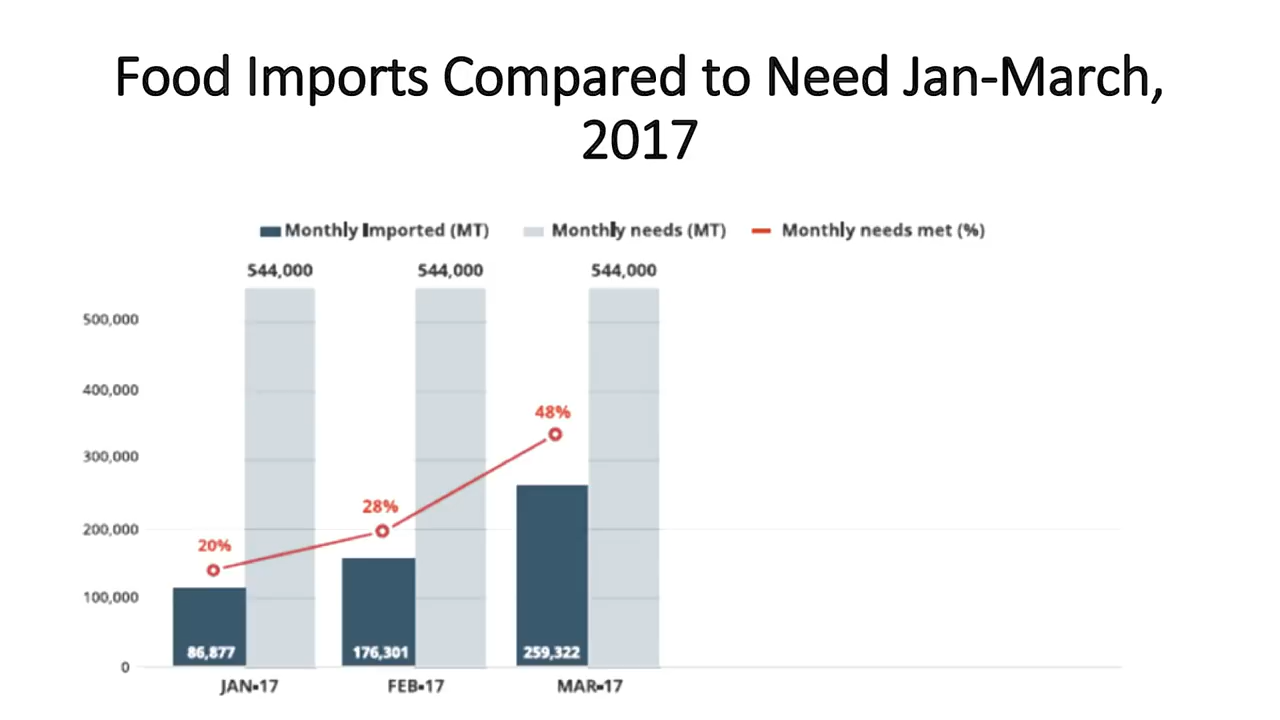 Food Imports Compared to Need Jan-March,
2017
Monthly Imported (MT) Monthly needs (MT) Monthly needs met (%)
544,000 544,000 544,000
500,000
400,000
48%
300,000
28%
200,000
20%
100,000
86,877 176,301 259,322
0
JAN-17 FEB-17 MAR-17